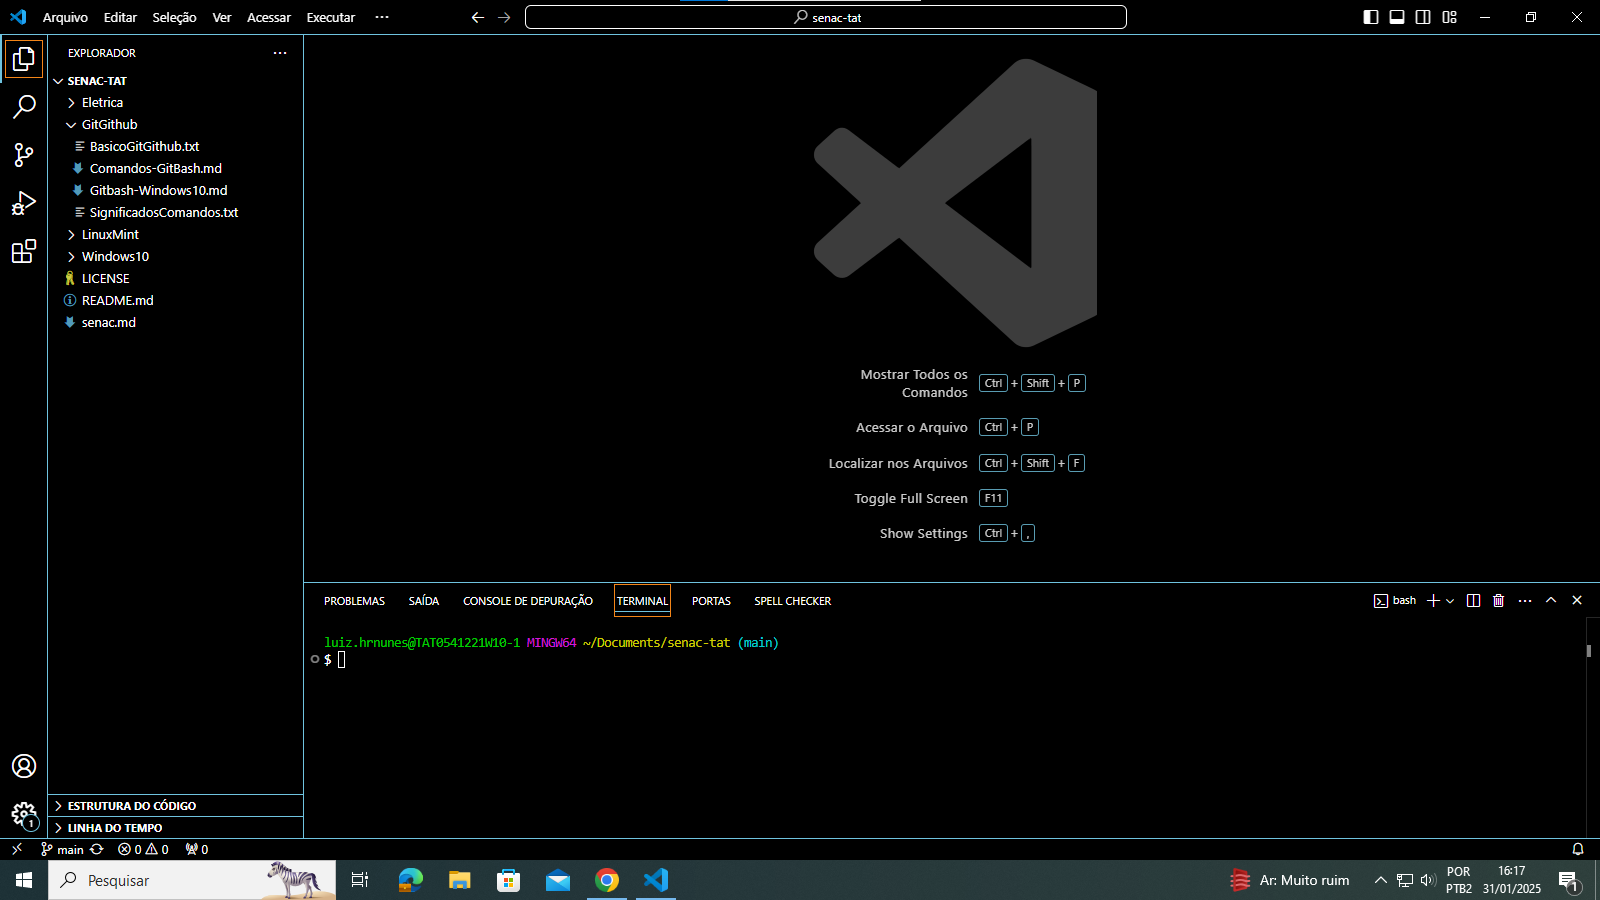 Arquivo Editar Seleção Ver Acessar Executar ···
senac-tat
EXPLORADOR
SENAC-TAT
Eletrica
GitGithub
BasicoGitGithub.txt
Comandos-GitBash.md
Gitbash-Windows10.md
SignificadosComandos.txt
LinuxMint
Windows10
LICENSE
README.md
senac.md
ESTRUTURA DO CÓDIGO
LINHA DO TEMPO
Mostrar Todos os
Comandos
Ctrl + Shift + P
Acessar o Arquivo Ctrl + P
Localizar nos Arquivos Ctrl + Shift + F
Toggle Full Screen F11
Show Settings Ctrl + ,
PROBLEMAS SAÍDA CONSOLE DE DEPURAÇÃO TERMINAL PORTAS SPELL CHECKER
bash
luiz.hrnunes@TAT0541221W10-1 MINGW64 ~/Documents/senac-tat (main)
$
1
main 0 0 0
Pesquisar
Ar: Muito ruim
POR
PTB2
16:17
31/01/2025
1